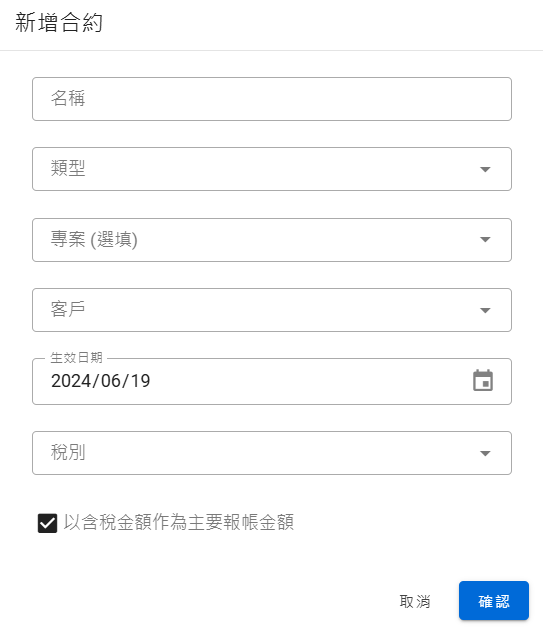 新增合約
名稱
類型
專案 (選填)
客戶
生效日期
2024/06/19
稅別
以含稅金額作為主要報帳金額
取消 確認